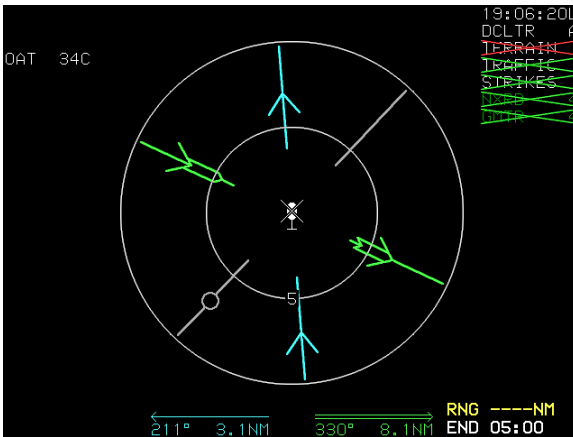 19:06:20L
DCLTR A
OAT 34C
TERRAIN
TRAFFIC
STRIKES
5
RNG ----NM
211° 3.1NM
330° 8.1NM
END 05:00